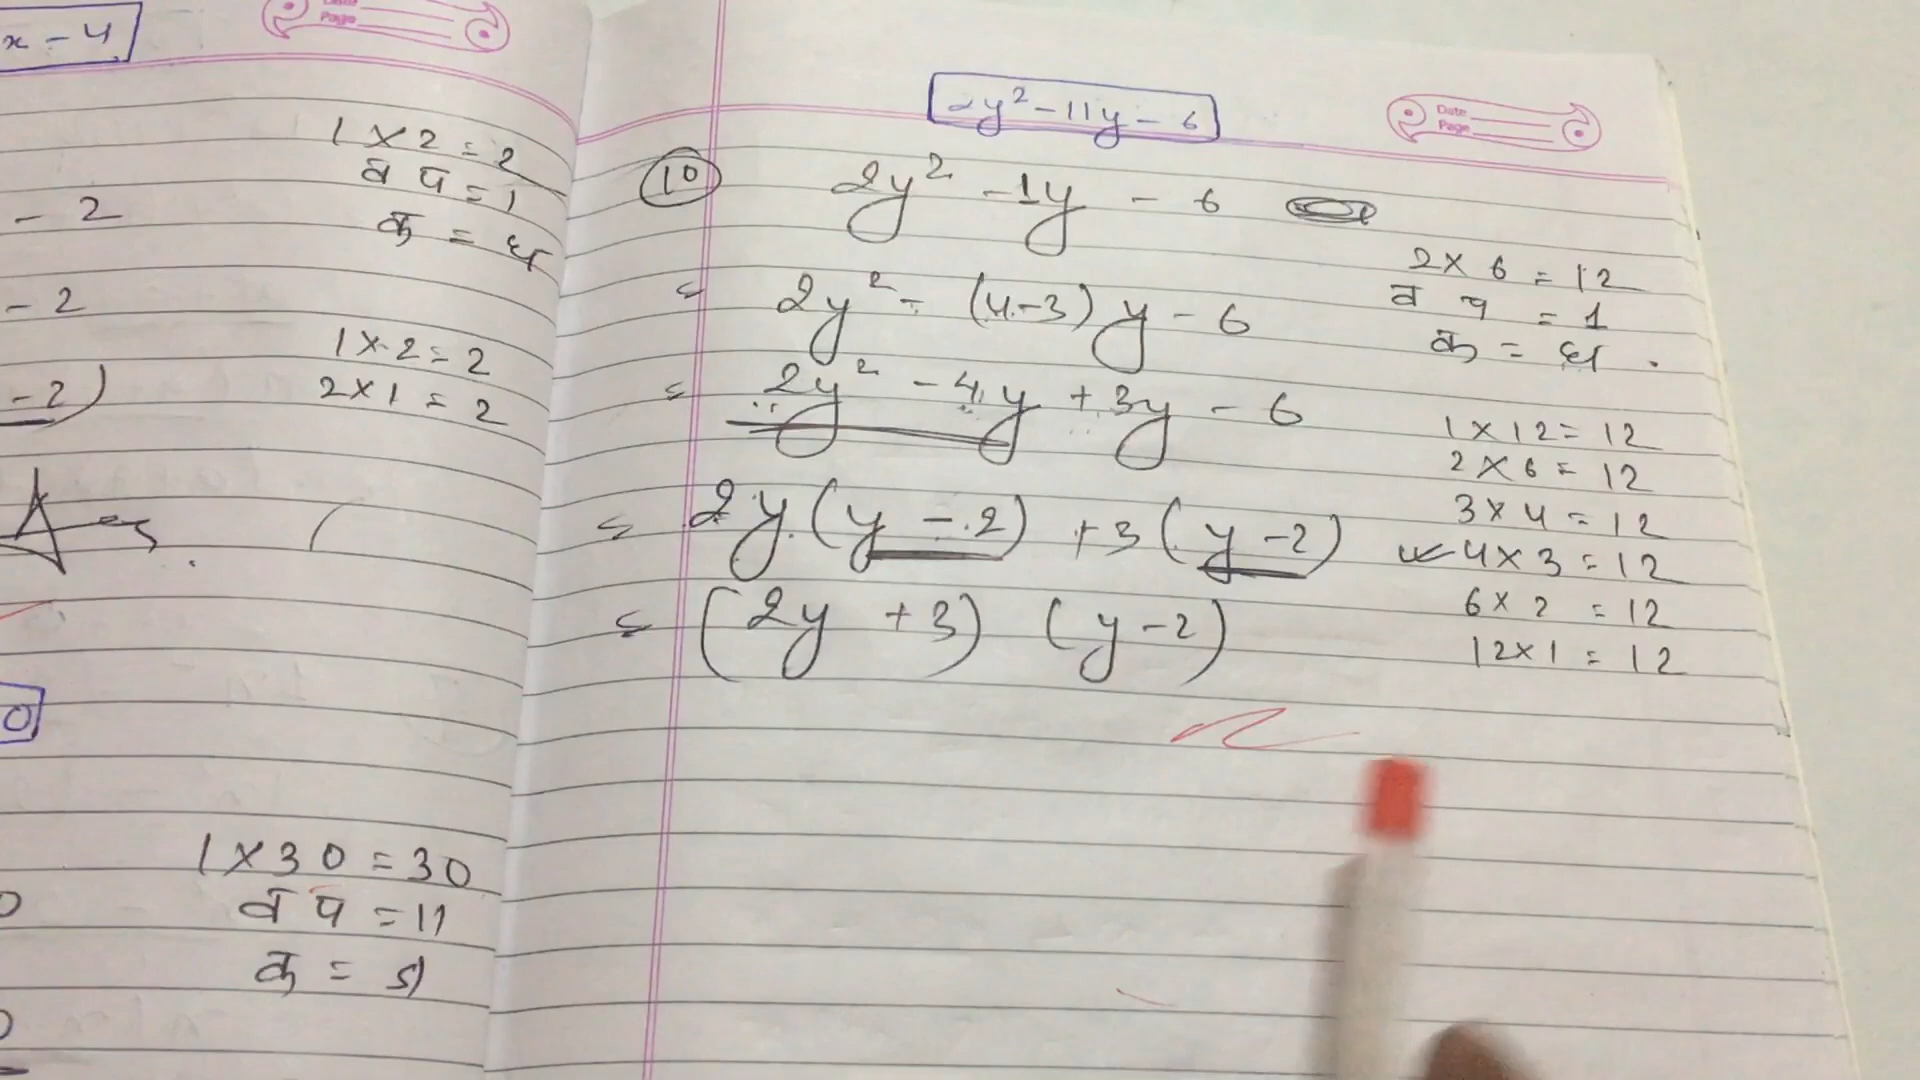 x - 4
Date
Page
1 x 2 = 2
व प = 1
क = 
- 2
- 2
1 x 2 = 2
2 x 1 = 2
- 2)
Ans.
0
1 x 30 = 30
व प = 11
क =
2y² - 11y - 6
Date
Page
10
2y² - 1y - 6
= 2y² - (4-3)y - 6
= 2y² - 4y + 3y - 6
= 2y(y - 2) + 3(y - 2)
= (2y + 3) (y - 2)
2 x 6 = 12
व प = 1
क =
1 x 12 = 12
2 x 6 = 12
3 x 4 = 12
4 x 3 = 12
6 x 2 = 12
12 x 1 = 12